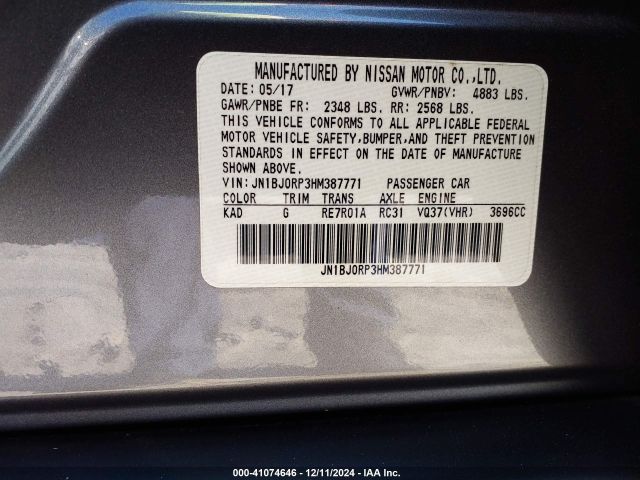 MANUFACTURED BY NISSAN MOTOR CO.,LTD.
DATE: 05/17 GVWR/PNBV: 4883 LBS.
GAWR/PNBE FR: 2348 LBS. RR: 2568 LBS.
THIS VEHICLE CONFORMS TO ALL APPLICABLE FEDERAL
MOTOR VEHICLE SAFETY,BUMPER,AND THEFT PREVENTION
STANDARDS IN EFFECT ON THE DATE OF MANUFACTURE
SHOWN ABOVE.
VIN:JN1BJ0RP3HM387771 PASSENGER CAR
COLOR TRIM TRANS AXLE ENGINE
KAD G RE7R01A RC31 VQ37(VHR) 3696CC
JN1BJ0RP3HM387771
000-41074646 - 12/11/2024 - IAA Inc.